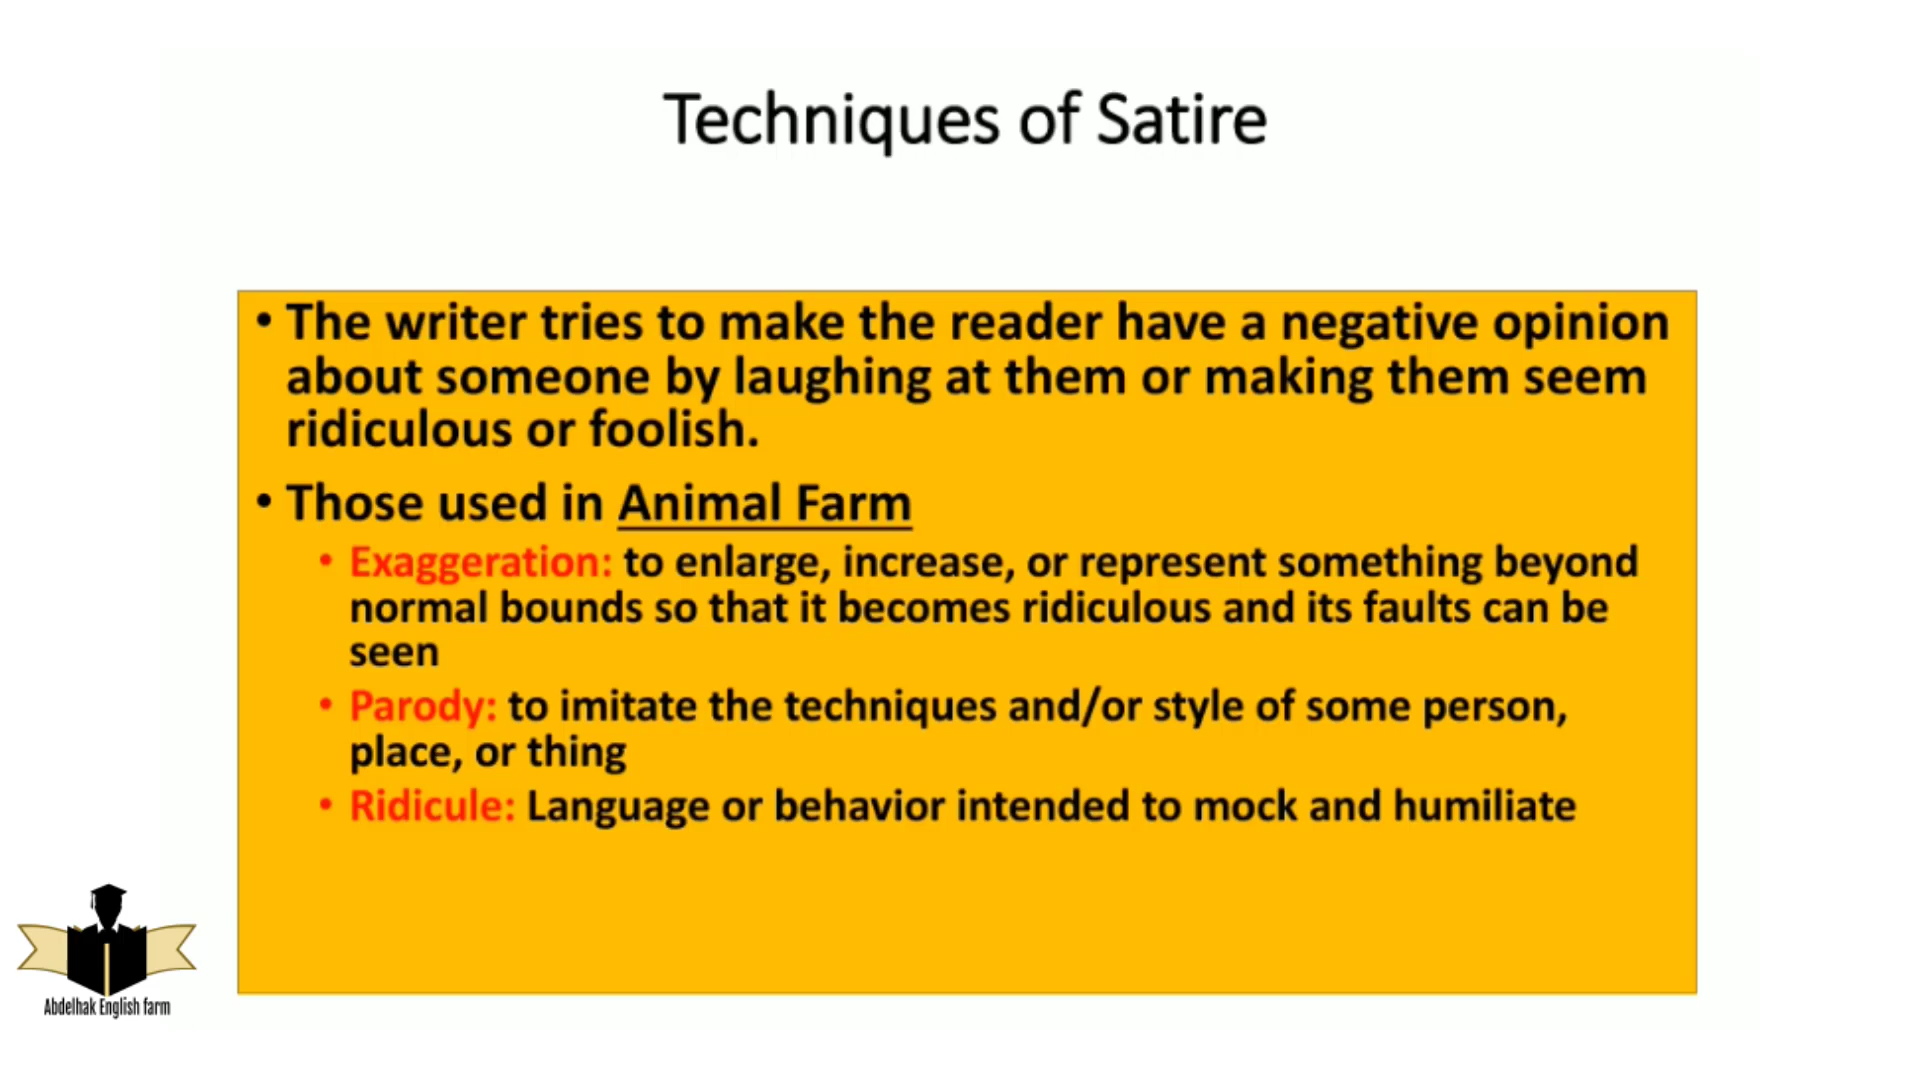 Techniques of Satire
• The writer tries to make the reader have a negative opinion
about someone by laughing at them or making them seem
ridiculous or foolish.
• Those used in Animal Farm
• Exaggeration: to enlarge, increase, or represent something beyond
normal bounds so that it becomes ridiculous and its faults can be
seen
• Parody: to imitate the techniques and/or style of some person,
place, or thing
• Ridicule: Language or behavior intended to mock and humiliate
Abdelhak English farm